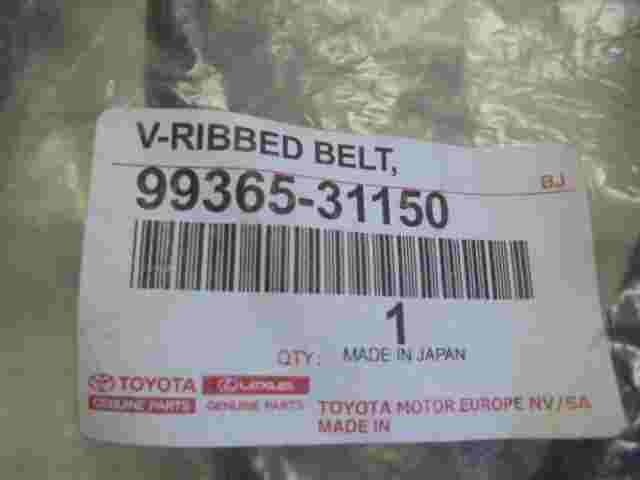 V-RIBBED BELT,
BJ
99365-31150
1
QTY: MADE IN JAPAN
TOYOTA LEXUS
GENUINE PARTS GENUINE PARTS
TOYOTA MOTOR EUROPE NV/SA
MADE IN